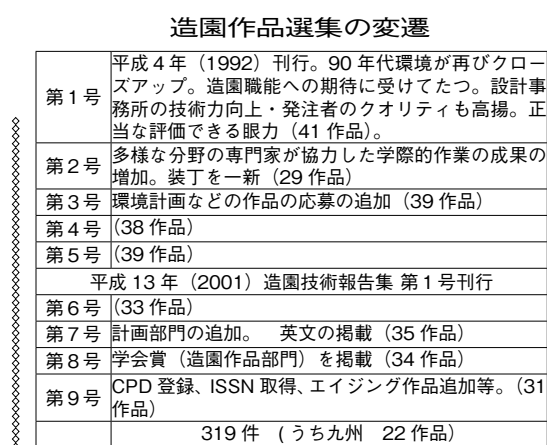 造園作品選集の変遷
第1号
平成4年（1992）刊行。90年代環境が再びクロー
ズアップ。造園職能への期待に受けてたつ。設計事
務所の技術力向上・発注者のクオリティも高揚。正
当な評価できる眼力（41作品）。
第2号
多様な分野の専門家が協力した学際的作業の成果の
増加。装丁を一新（29作品）
第3号 環境計画などの作品の応募の追加（39作品）
第4号 (38作品）
第5号 (39作品）
平成13年（2001）造園技術報告集 第1号刊行
第6号 (33作品）
第7号 計画部門の追加。　英文の掲載（35作品）
第8号 学会賞（造園作品部門）を掲載（34作品）
第9号
CPD登録、ISSN取得、エイジング作品追加等。（31
作品）
319件　(うち九州　22作品）